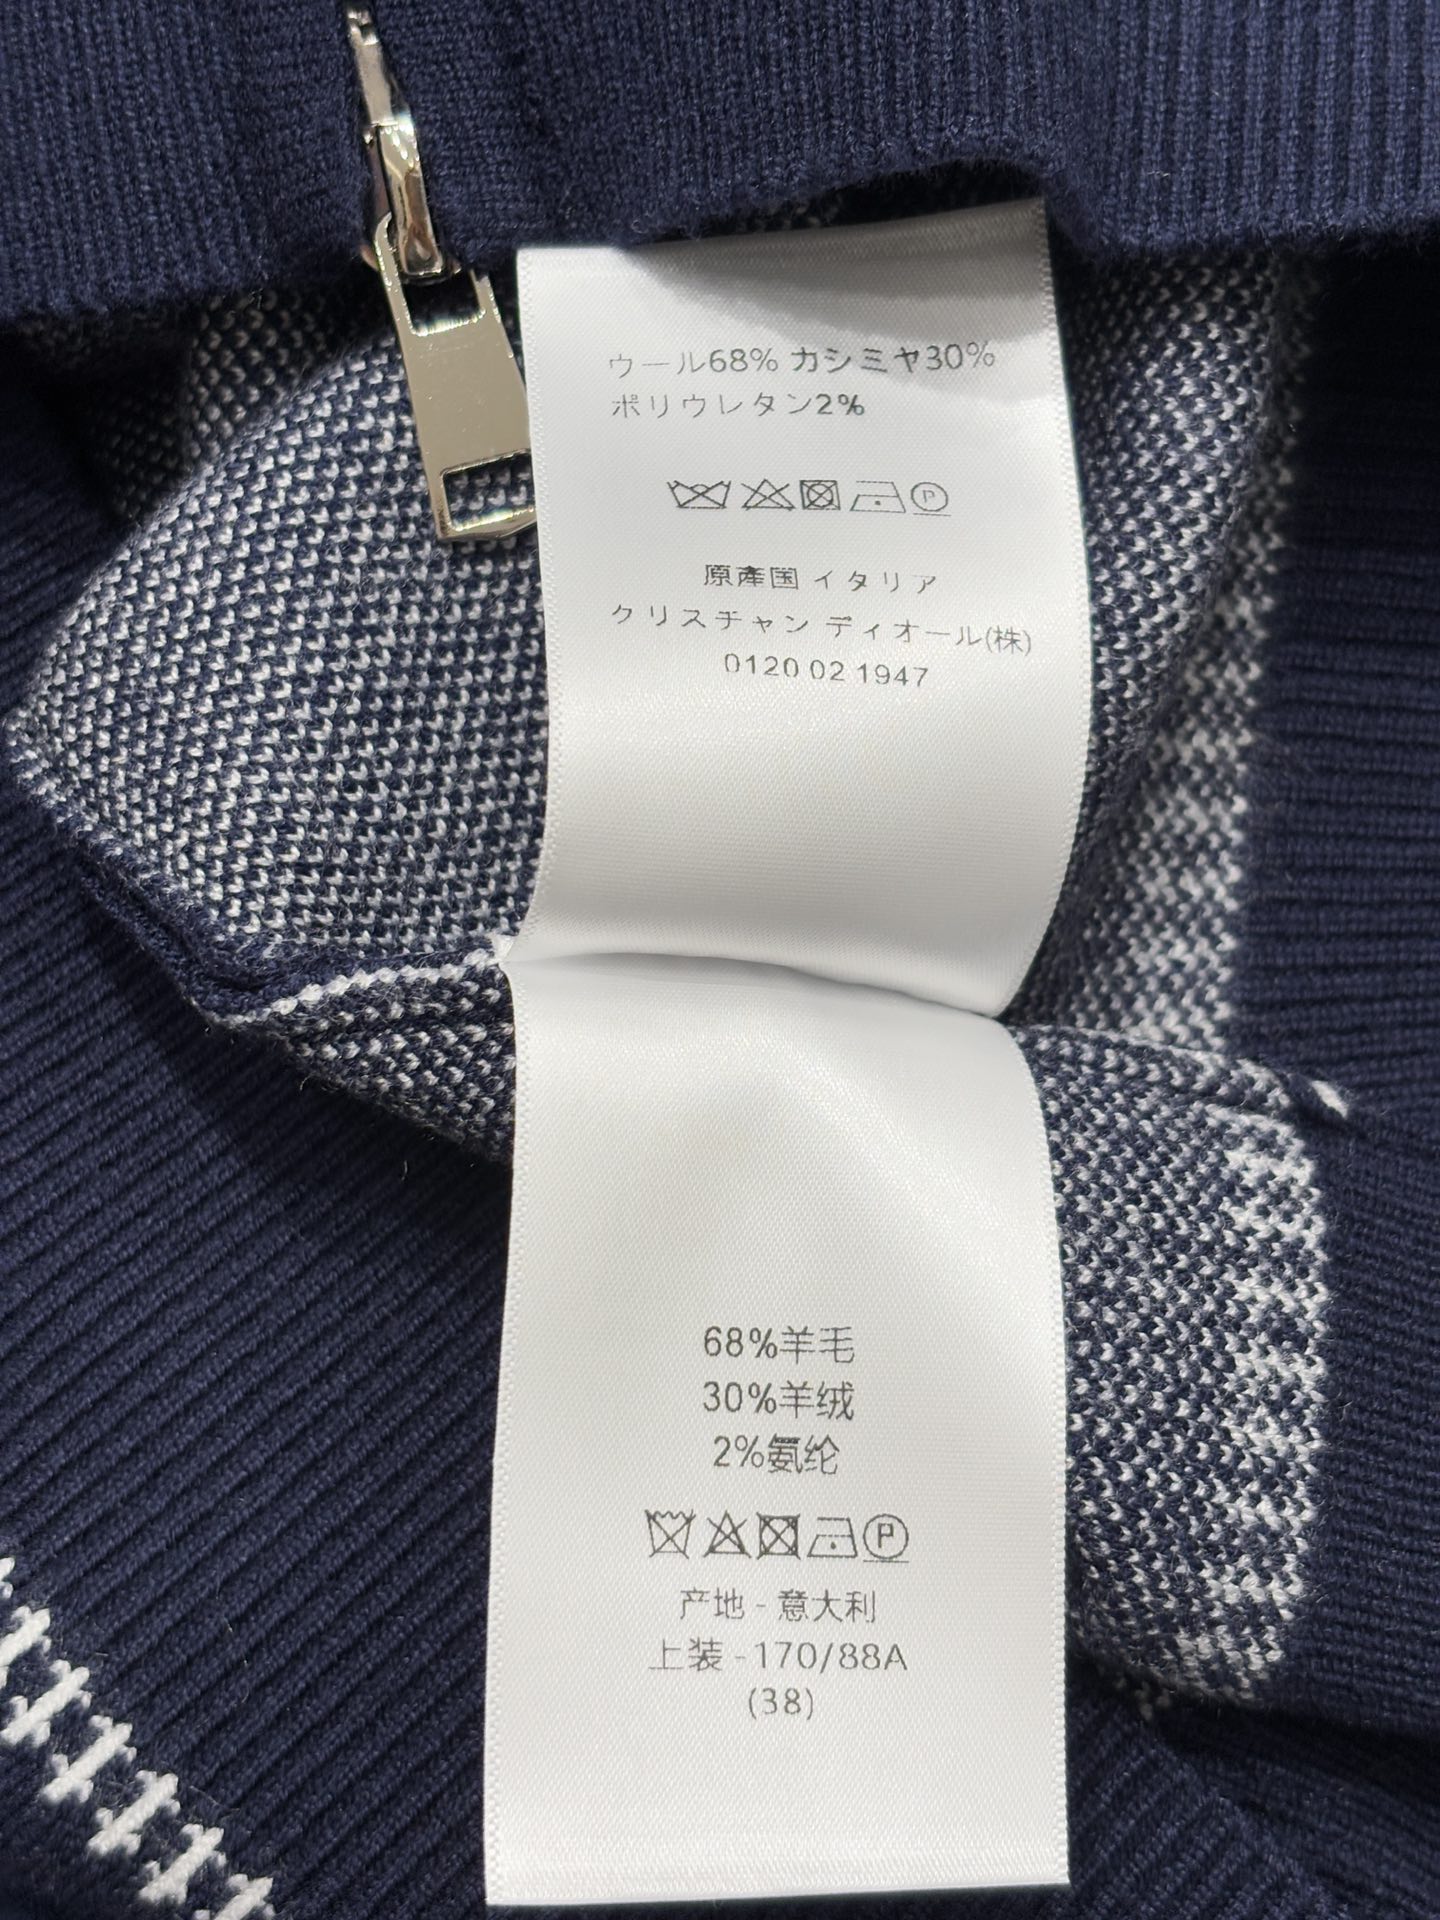 ウール68% カシミヤ30%
ポリウレタン2%
P
原産国 イタリア
クリスチャン ディオール(株)
0120 02 1947
68%羊毛
30%羊绒
2%氨纶
P
产地 - 意大利
上装 - 170/88A
(38)